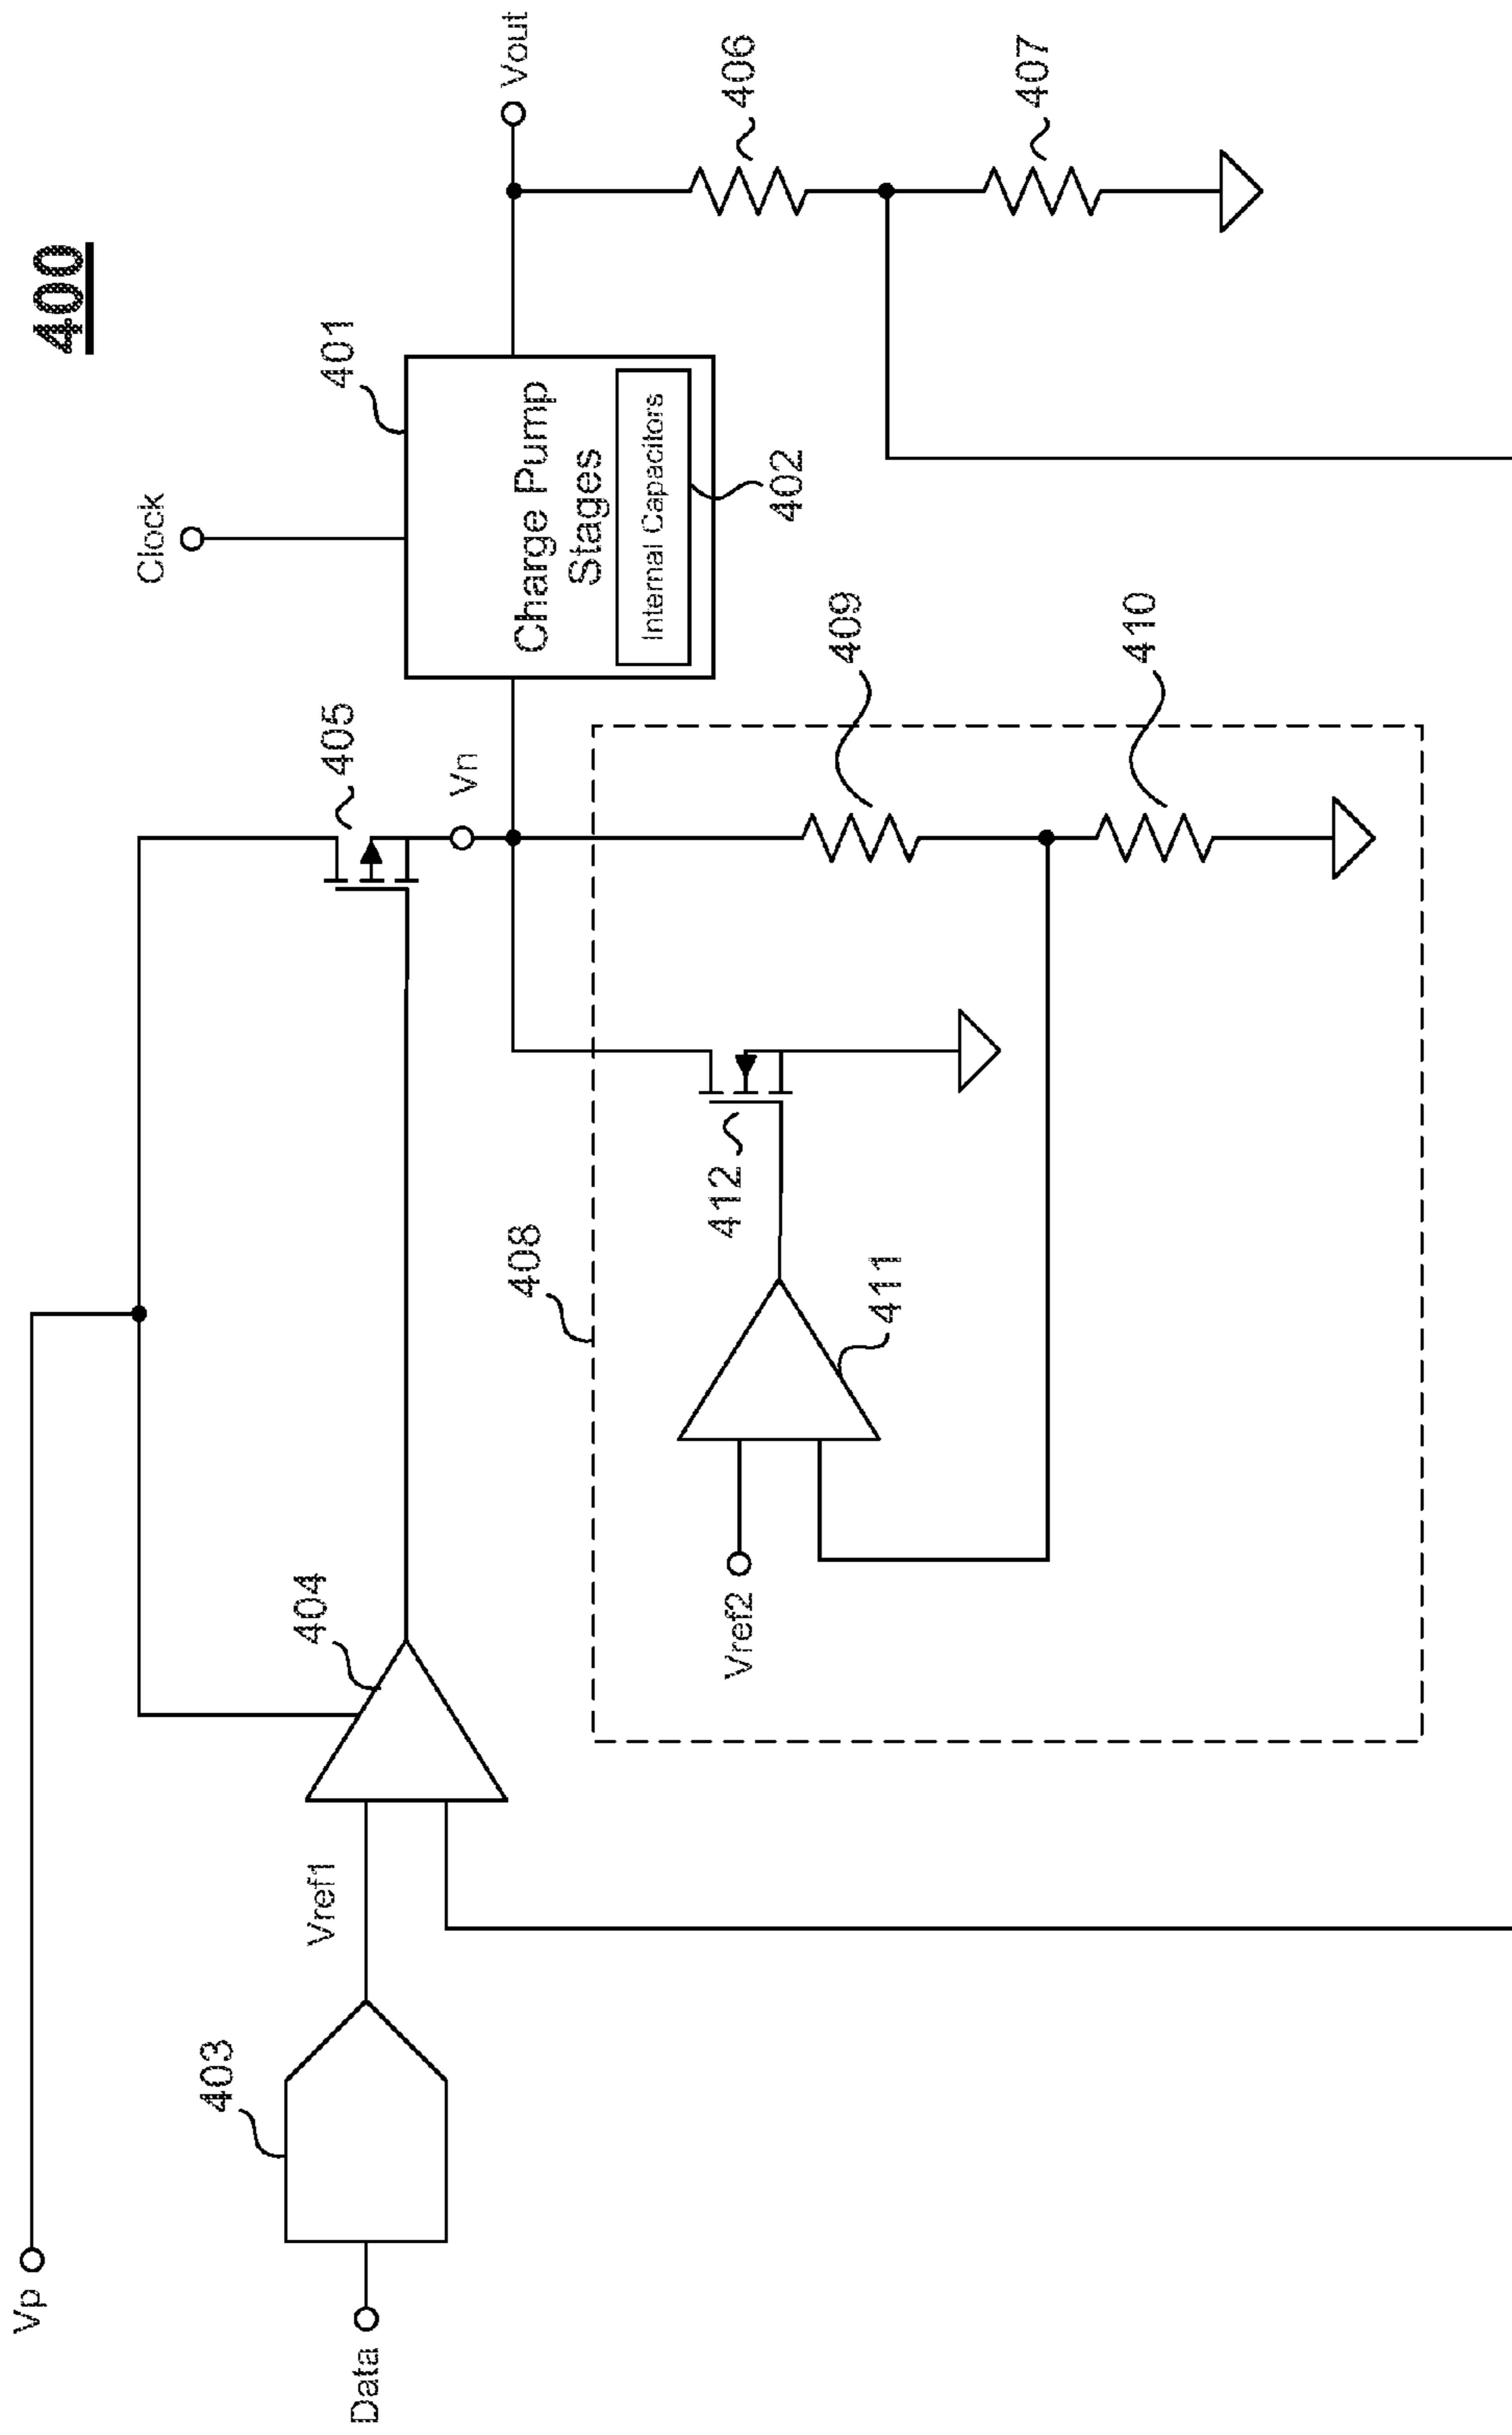 400
Vp
Data
403
Vref1
404
405
Vn
Clock
401
Charge Pump
Stages
Internal Capacitors
402
Vout
406
407
408
Vref2
411
412
409
410